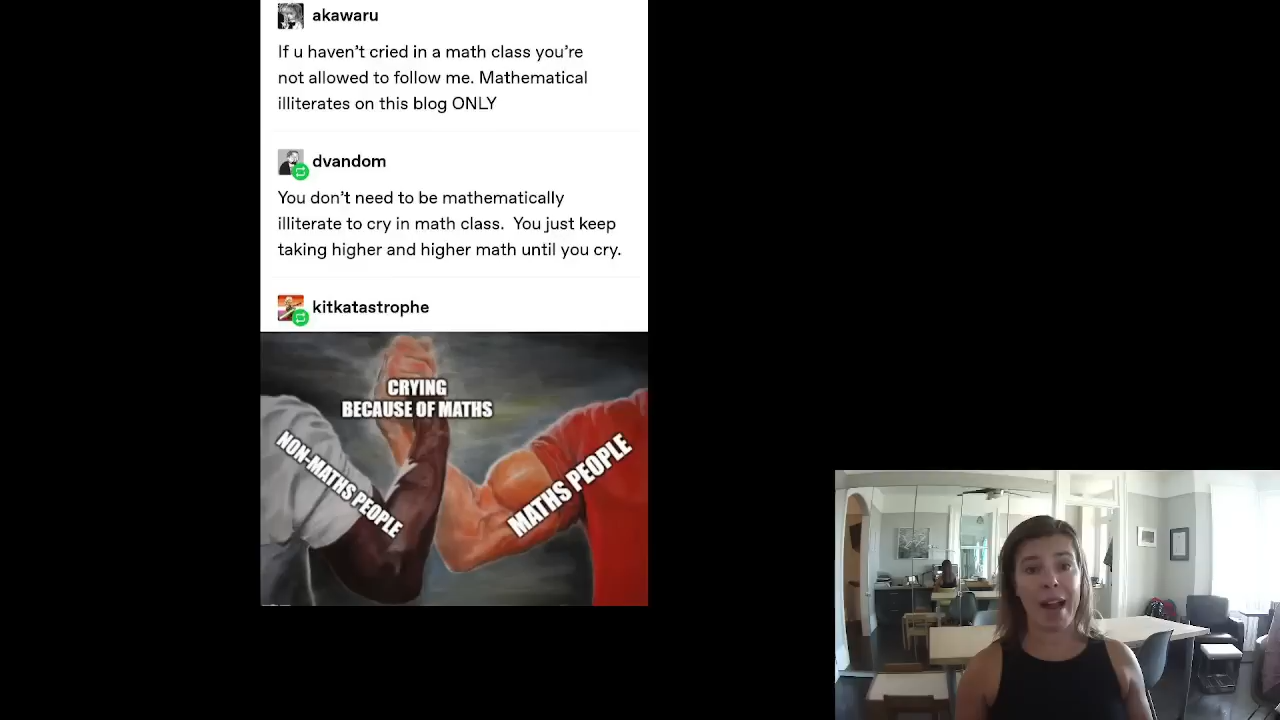 akawaru
If u haven’t cried in a math class you’re
not allowed to follow me. Mathematical
illiterates on this blog ONLY
dvandom
You don’t need to be mathematically
illiterate to cry in math class.  You just keep
taking higher and higher math until you cry.
kitkatastrophe
CRYING
BECAUSE OF MATHS
NON-MATHS PEOPLE
MATHS PEOPLE